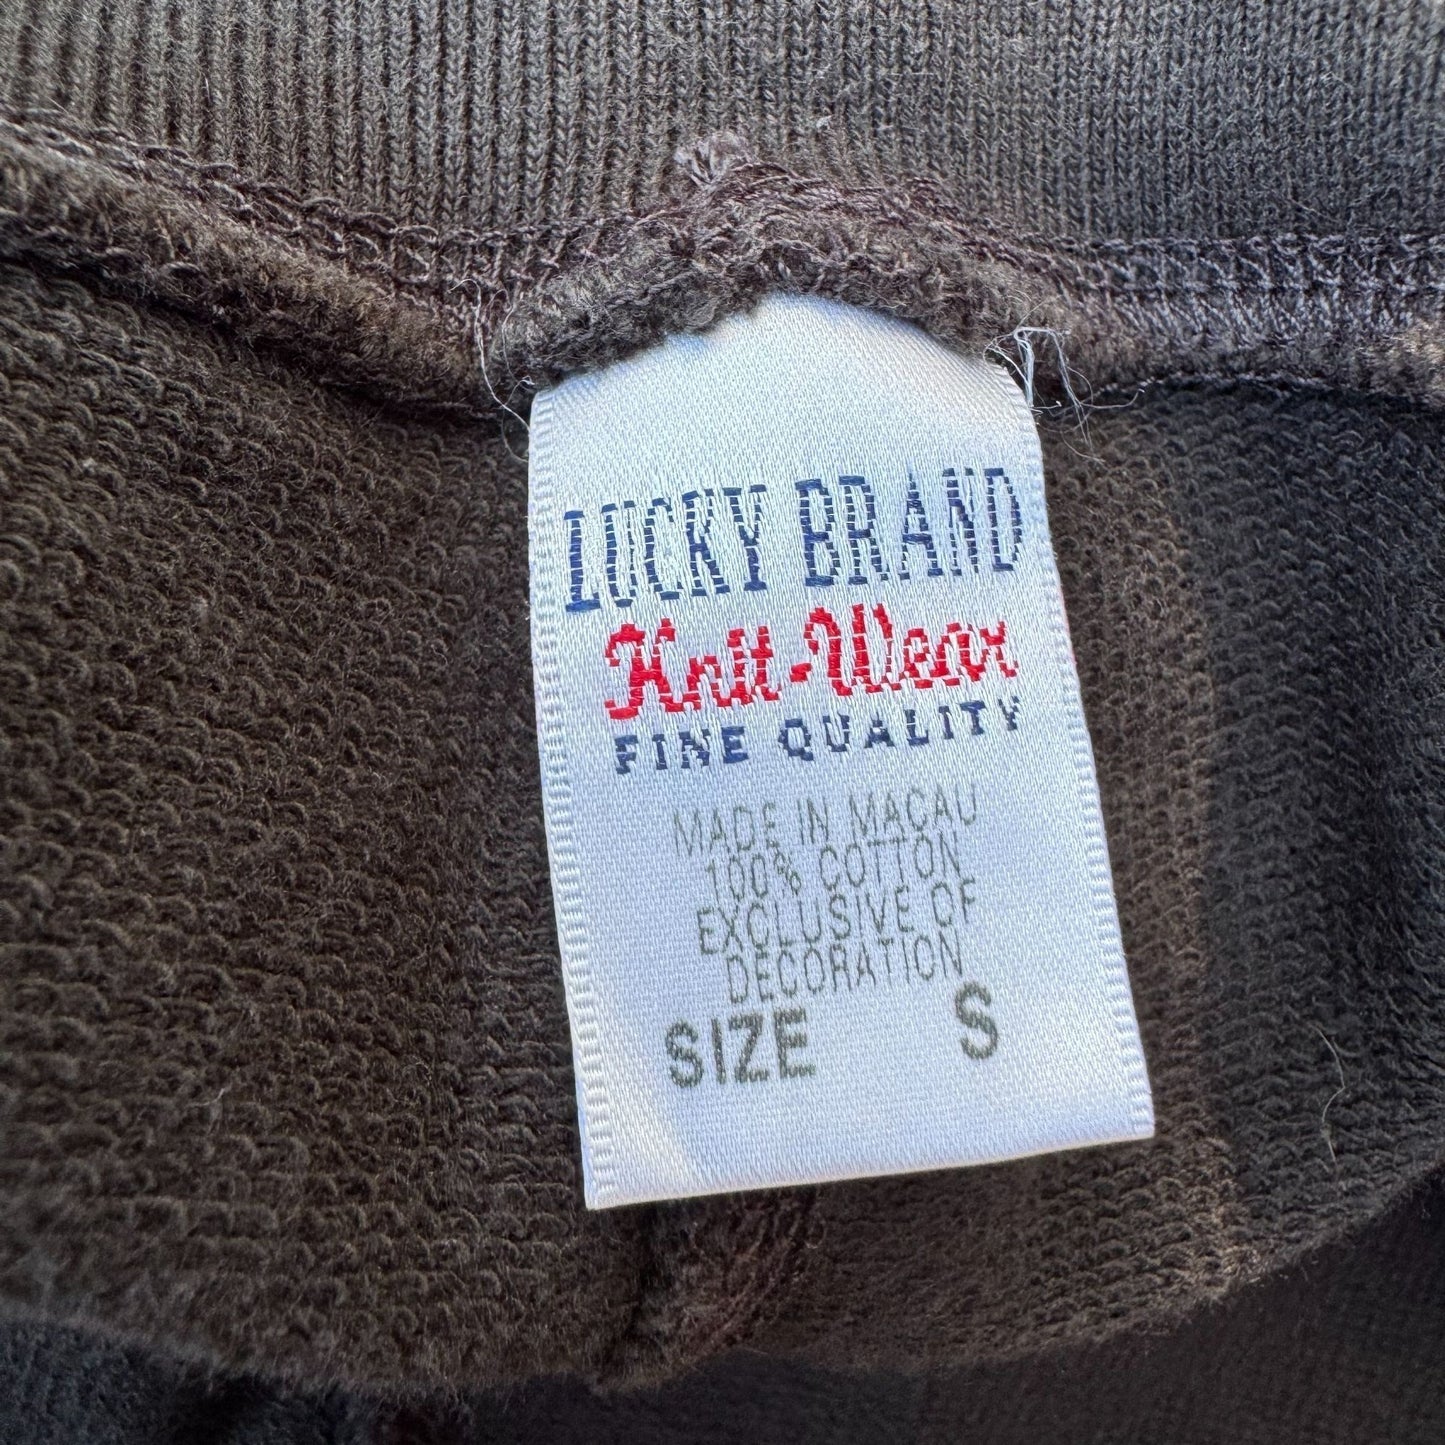 LUCKY BRAND
Knit-Wear
FINE QUALITY
MADE IN MACAU
100% COTTON
EXCLUSIVE OF
DECORATION
SIZE S